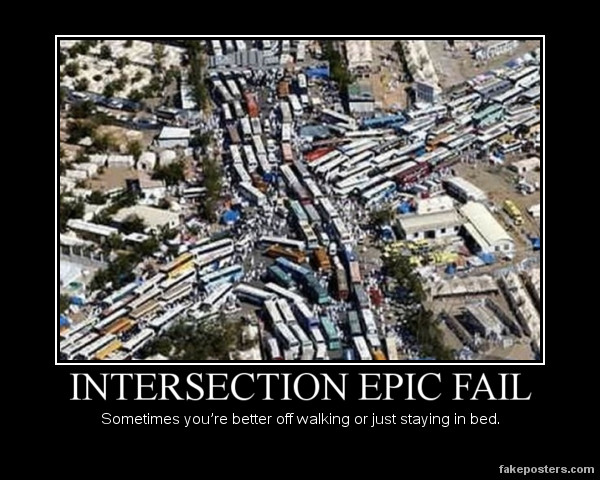 INTERSECTION EPIC FAIL
Sometimes you're better off walking or just staying in bed.
fakeposters.com